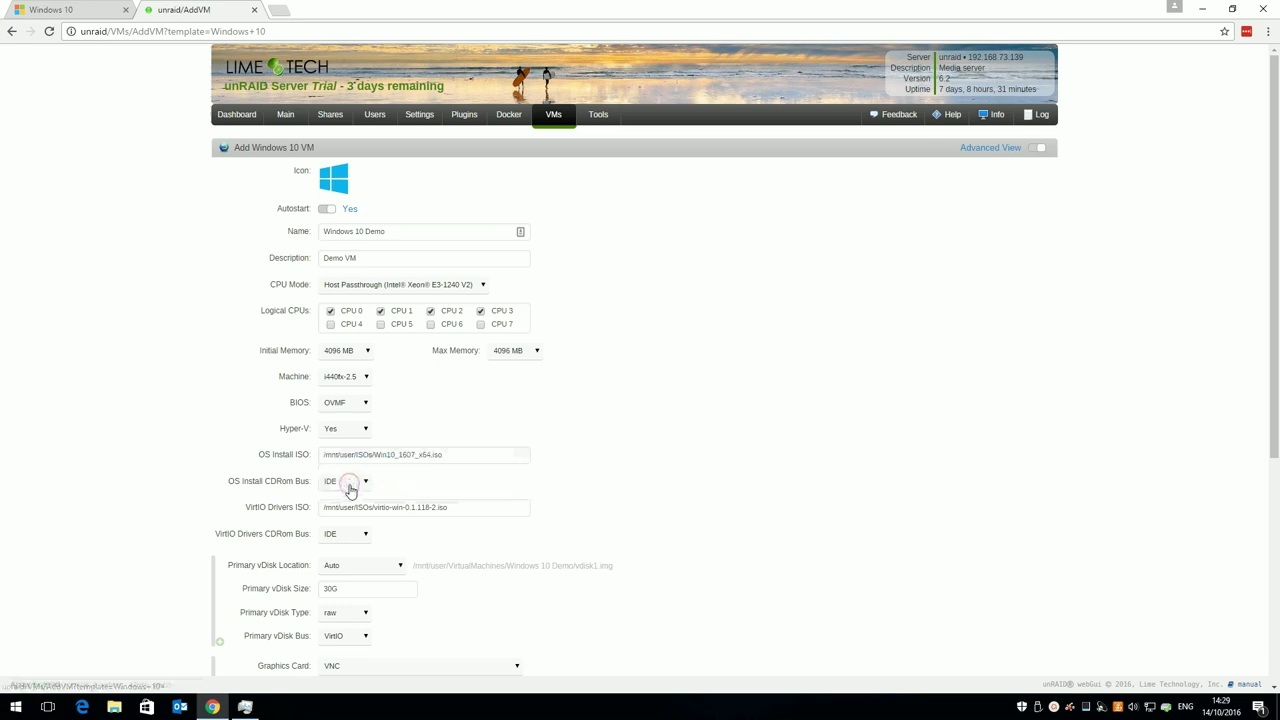 Windows 10
unraid/AddVM
unraid/VMs/AddVM?template=Windows+10
LIME TECH
unRAID Server Trial - 3 days remaining
Server unraid • 192.168.73.139
Description Media server
Version 6.2
Uptime 7 days, 8 hours, 31 minutes
Dashboard Main Shares Users Settings Plugins Docker VMs Tools Feedback Help Info Log
Add Windows 10 VM Advanced View
Icon:
Autostart: Yes
Name: Windows 10 Demo
Description: Demo VM
CPU Mode: Host Passthrough (Intel® Xeon® E3-1240 V2)
Logical CPUs: CPU 0 CPU 1 CPU 2 CPU 3
CPU 4 CPU 5 CPU 6 CPU 7
Initial Memory: 4096 MB Max Memory: 4096 MB
Machine: i440fx-2.5
BIOS: OVMF
Hyper-V: Yes
OS Install ISO: /mnt/user/ISOs/Win10_1607_x64.iso
OS Install CDRom Bus: IDE
VirtIO Drivers ISO: /mnt/user/ISOs/virtio-win-0.1.118-2.iso
VirtIO Drivers CDRom Bus: IDE
Primary vDisk Location: Auto /mnt/user/VirtualMachines/Windows 10 Demo/vdisk1.img
Primary vDisk Size: 30G
Primary vDisk Type: raw
Primary vDisk Bus: VirtIO
Graphics Card: VNC
unRAID® webGui © 2016, Lime Technology, Inc. manual
unraid/VMs/AddVM?template=Windows+10#
ENG
14:29
14/10/2016